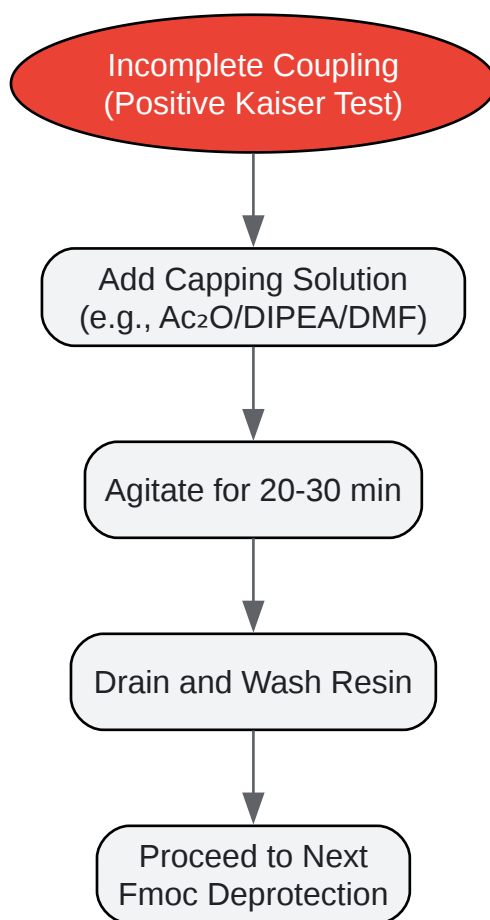 Incomplete Coupling
(Positive Kaiser Test)
Add Capping Solution
(e.g., Ac₂O/DIPEA/DMF)
Agitate for 20-30 min
Drain and Wash Resin
Proceed to Next
Fmoc Deprotection